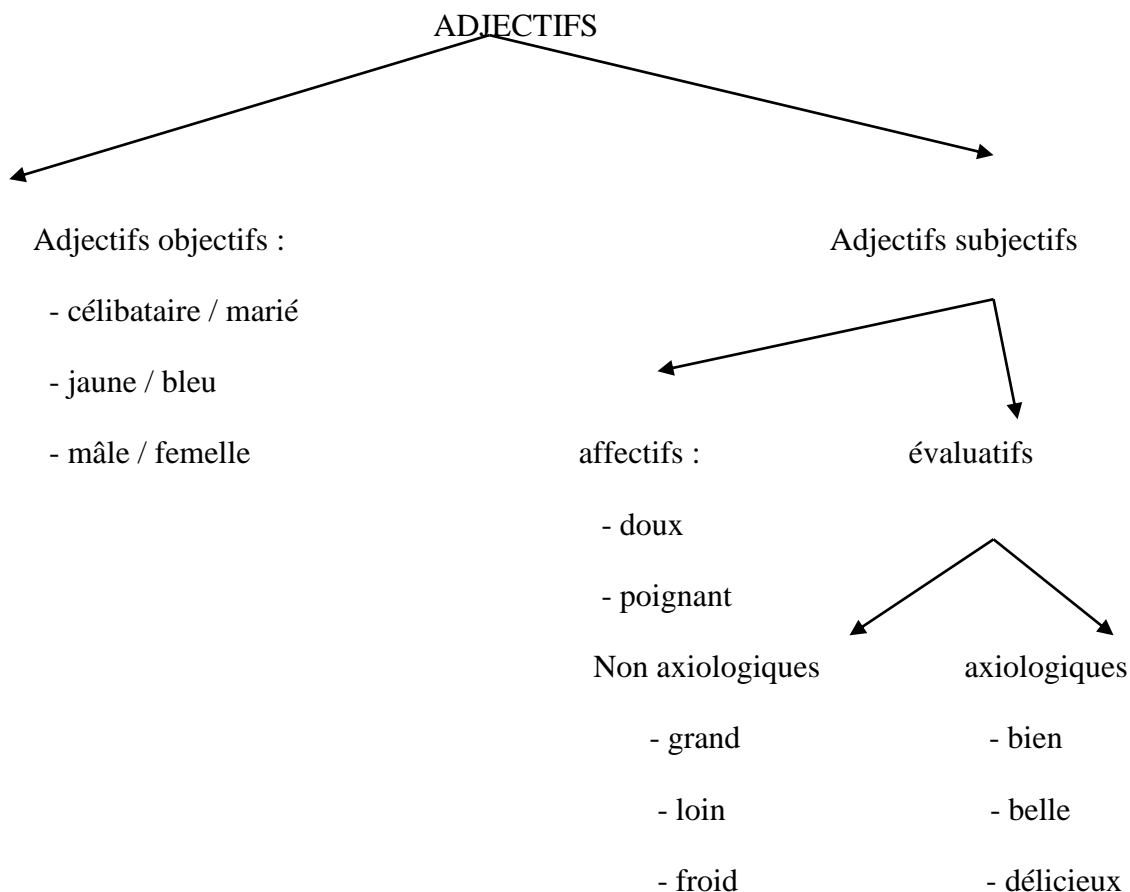 ADJECTIFS
Adjectifs objectifs : Adjectifs subjectifs
- célibataire / marié
- jaune / bleu
- mâle / femelle affectifs : évaluatifs
- doux
- poignant
Non axiologiques axiologiques
- grand - bien
- loin - belle
- froid - délicieux